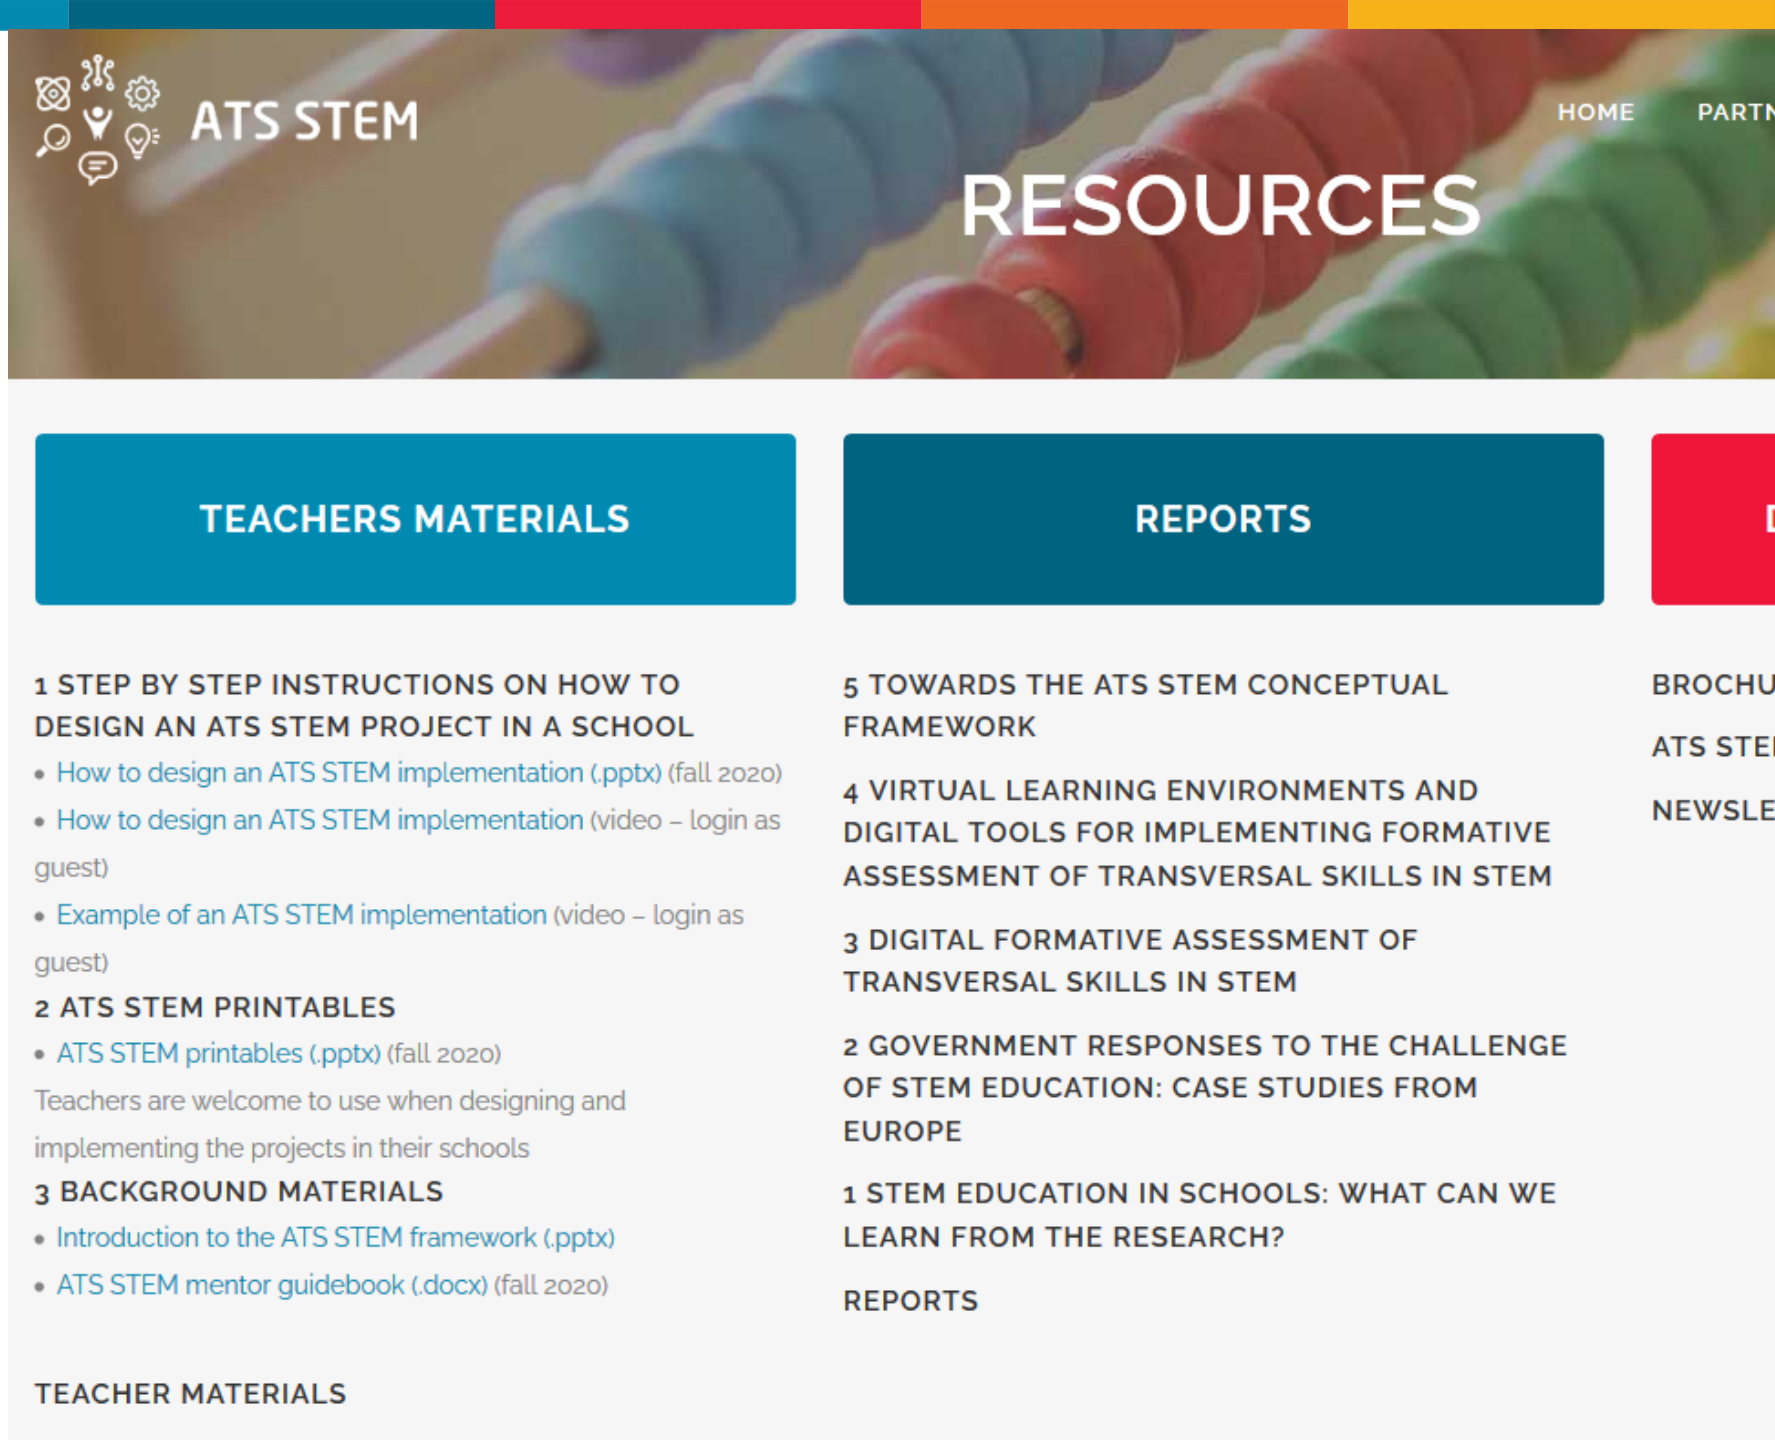 ATS STEM
HOME
RESOURCES
TEACHERS MATERIALS
1 STEP BY STEP INSTRUCTIONS ON HOW TO
DESIGN AN ATS STEM PROJECT IN A SCHOOL
• How to design an ATS STEM implementation (.pptx) (fall 2020)
• How to design an ATS STEM implementation (video – login as
guest)
• Example of an ATS STEM implementation (video – login as
guest)
2 ATS STEM PRINTABLES
• ATS STEM printables (.pptx) (fall 2020)
Teachers are welcome to use when designing and
implementing the projects in their schools
3 BACKGROUND MATERIALS
• Introduction to the ATS STEM framework (.pptx)
• ATS STEM mentor guidebook (.docx) (fall 2020)
TEACHER MATERIALS
REPORTS
5 TOWARDS THE ATS STEM CONCEPTUAL
FRAMEWORK
4 VIRTUAL LEARNING ENVIRONMENTS AND
DIGITAL TOOLS FOR IMPLEMENTING FORMATIVE
ASSESSMENT OF TRANSVERSAL SKILLS IN STEM
3 DIGITAL FORMATIVE ASSESSMENT OF
TRANSVERSAL SKILLS IN STEM
2 GOVERNMENT RESPONSES TO THE CHALLENGE
OF STEM EDUCATION: CASE STUDIES FROM
EUROPE
1 STEM EDUCATION IN SCHOOLS: WHAT CAN WE
LEARN FROM THE RESEARCH?
REPORTS
ATS